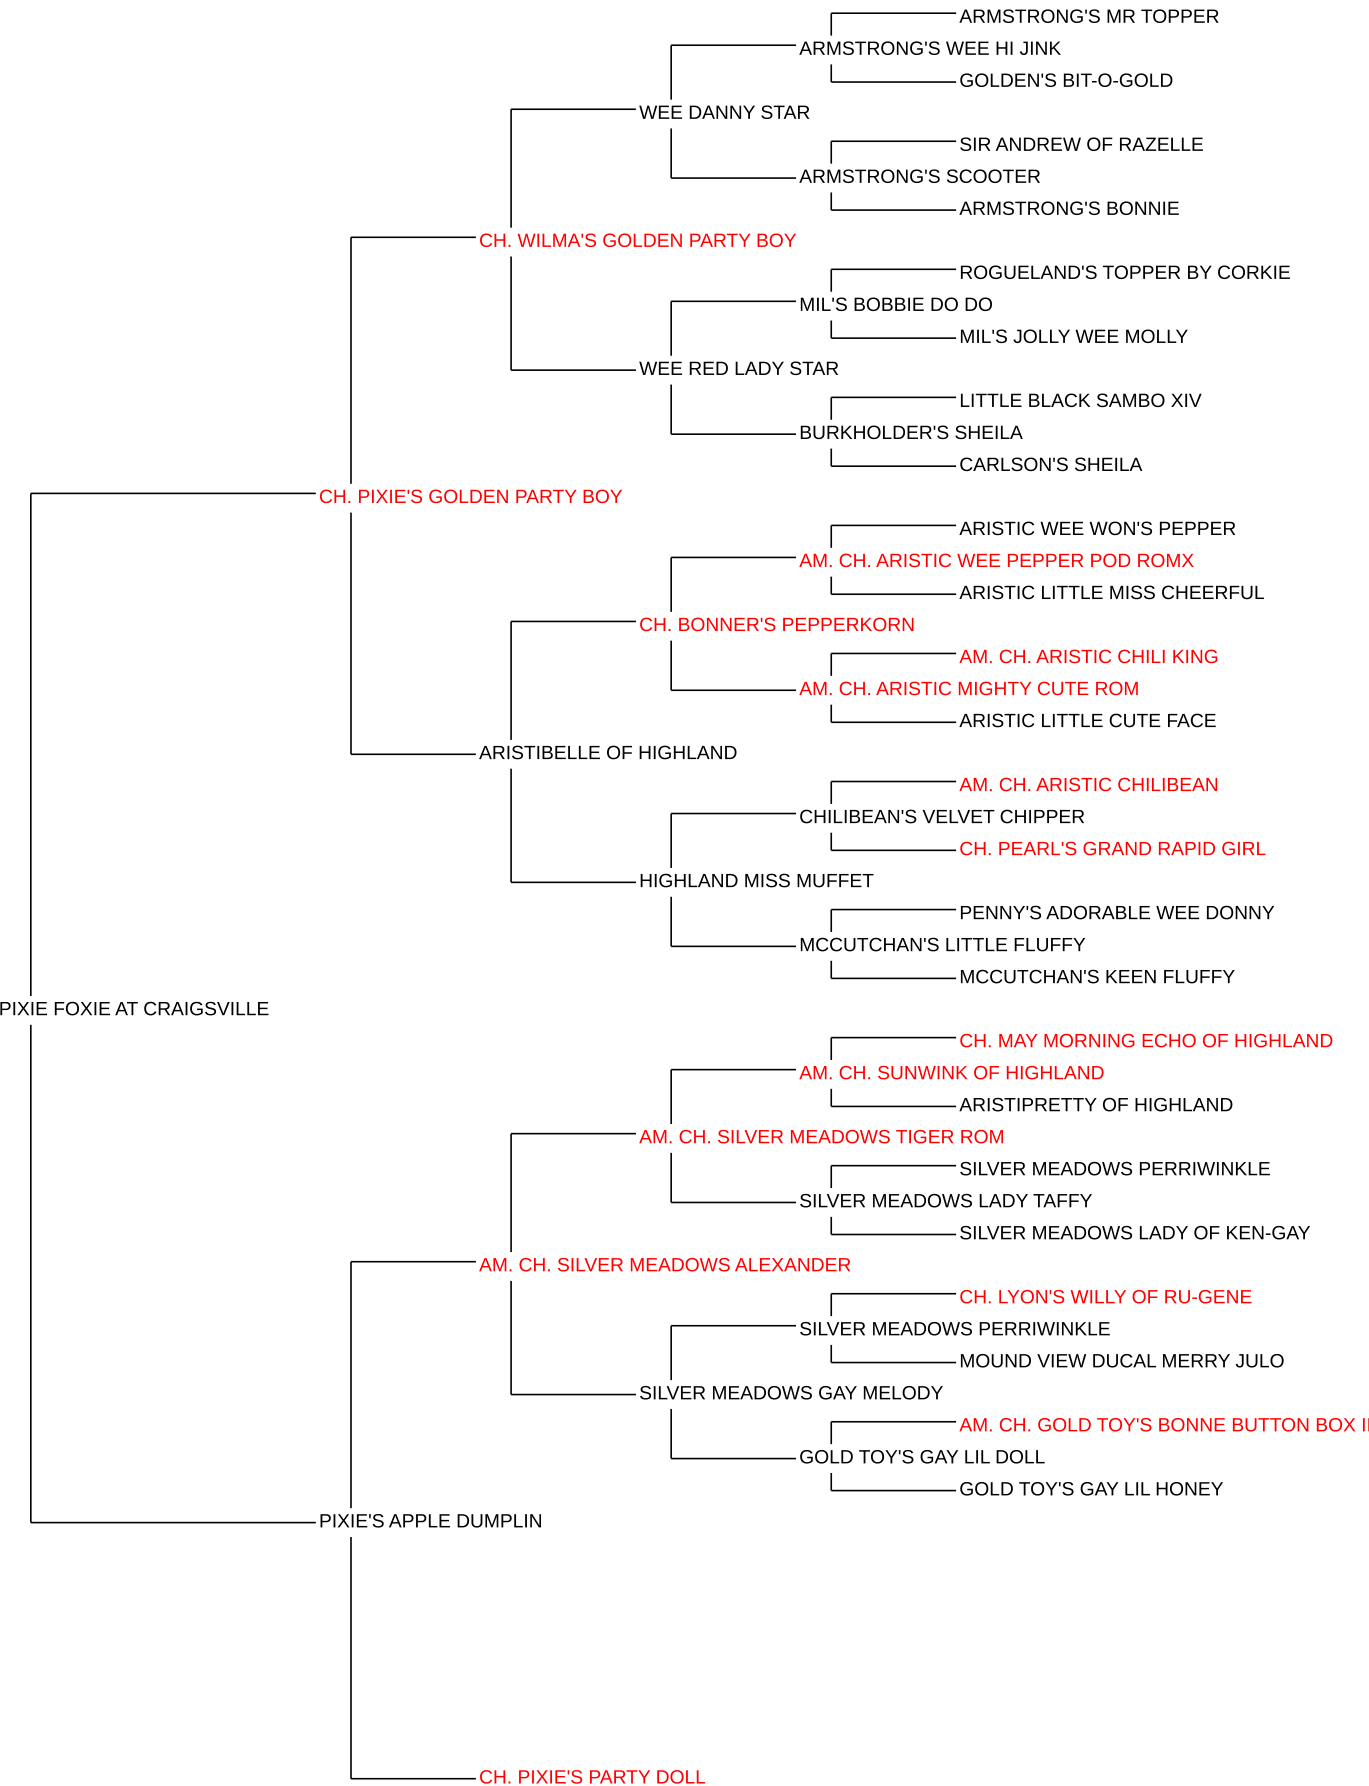 ARMSTRONG'S MR TOPPER
ARMSTRONG'S WEE HI JINK
GOLDEN'S BIT-O-GOLD
WEE DANNY STAR
SIR ANDREW OF RAZELLE
ARMSTRONG'S SCOOTER
ARMSTRONG'S BONNIE
CH. WILMA'S GOLDEN PARTY BOY
ROGUELAND'S TOPPER BY CORKIE
MIL'S BOBBIE DO DO
MIL'S JOLLY WEE MOLLY
WEE RED LADY STAR
LITTLE BLACK SAMBO XIV
BURKHOLDER'S SHEILA
CARLSON'S SHEILA
CH. PIXIE'S GOLDEN PARTY BOY
ARISTIC WEE WON'S PEPPER
AM. CH. ARISTIC WEE PEPPER POD ROMX
ARISTIC LITTLE MISS CHEERFUL
CH. BONNER'S PEPPERKORN
AM. CH. ARISTIC CHILI KING
AM. CH. ARISTIC MIGHTY CUTE ROM
ARISTIC LITTLE CUTE FACE
ARISTIBELLE OF HIGHLAND
AM. CH. ARISTIC CHILIBEAN
CHILIBEAN'S VELVET CHIPPER
CH. PEARL'S GRAND RAPID GIRL
HIGHLAND MISS MUFFET
PENNY'S ADORABLE WEE DONNY
MCCUTCHAN'S LITTLE FLUFFY
MCCUTCHAN'S KEEN FLUFFY
PIXIE FOXIE AT CRAIGSVILLE
CH. MAY MORNING ECHO OF HIGHLAND
AM. CH. SUNWINK OF HIGHLAND
ARISTIPRETTY OF HIGHLAND
AM. CH. SILVER MEADOWS TIGER ROM
SILVER MEADOWS PERRIWINKLE
SILVER MEADOWS LADY TAFFY
SILVER MEADOWS LADY OF KEN-GAY
AM. CH. SILVER MEADOWS ALEXANDER
CH. LYON'S WILLY OF RU-GENE
SILVER MEADOWS PERRIWINKLE
MOUND VIEW DUCAL MERRY JULO
SILVER MEADOWS GAY MELODY
AM. CH. GOLD TOY'S BONNE BUTTON BOX
GOLD TOY'S GAY LIL DOLL
GOLD TOY'S GAY LIL HONEY
PIXIE'S APPLE DUMPLIN
CH. PIXIE'S PARTY DOLL